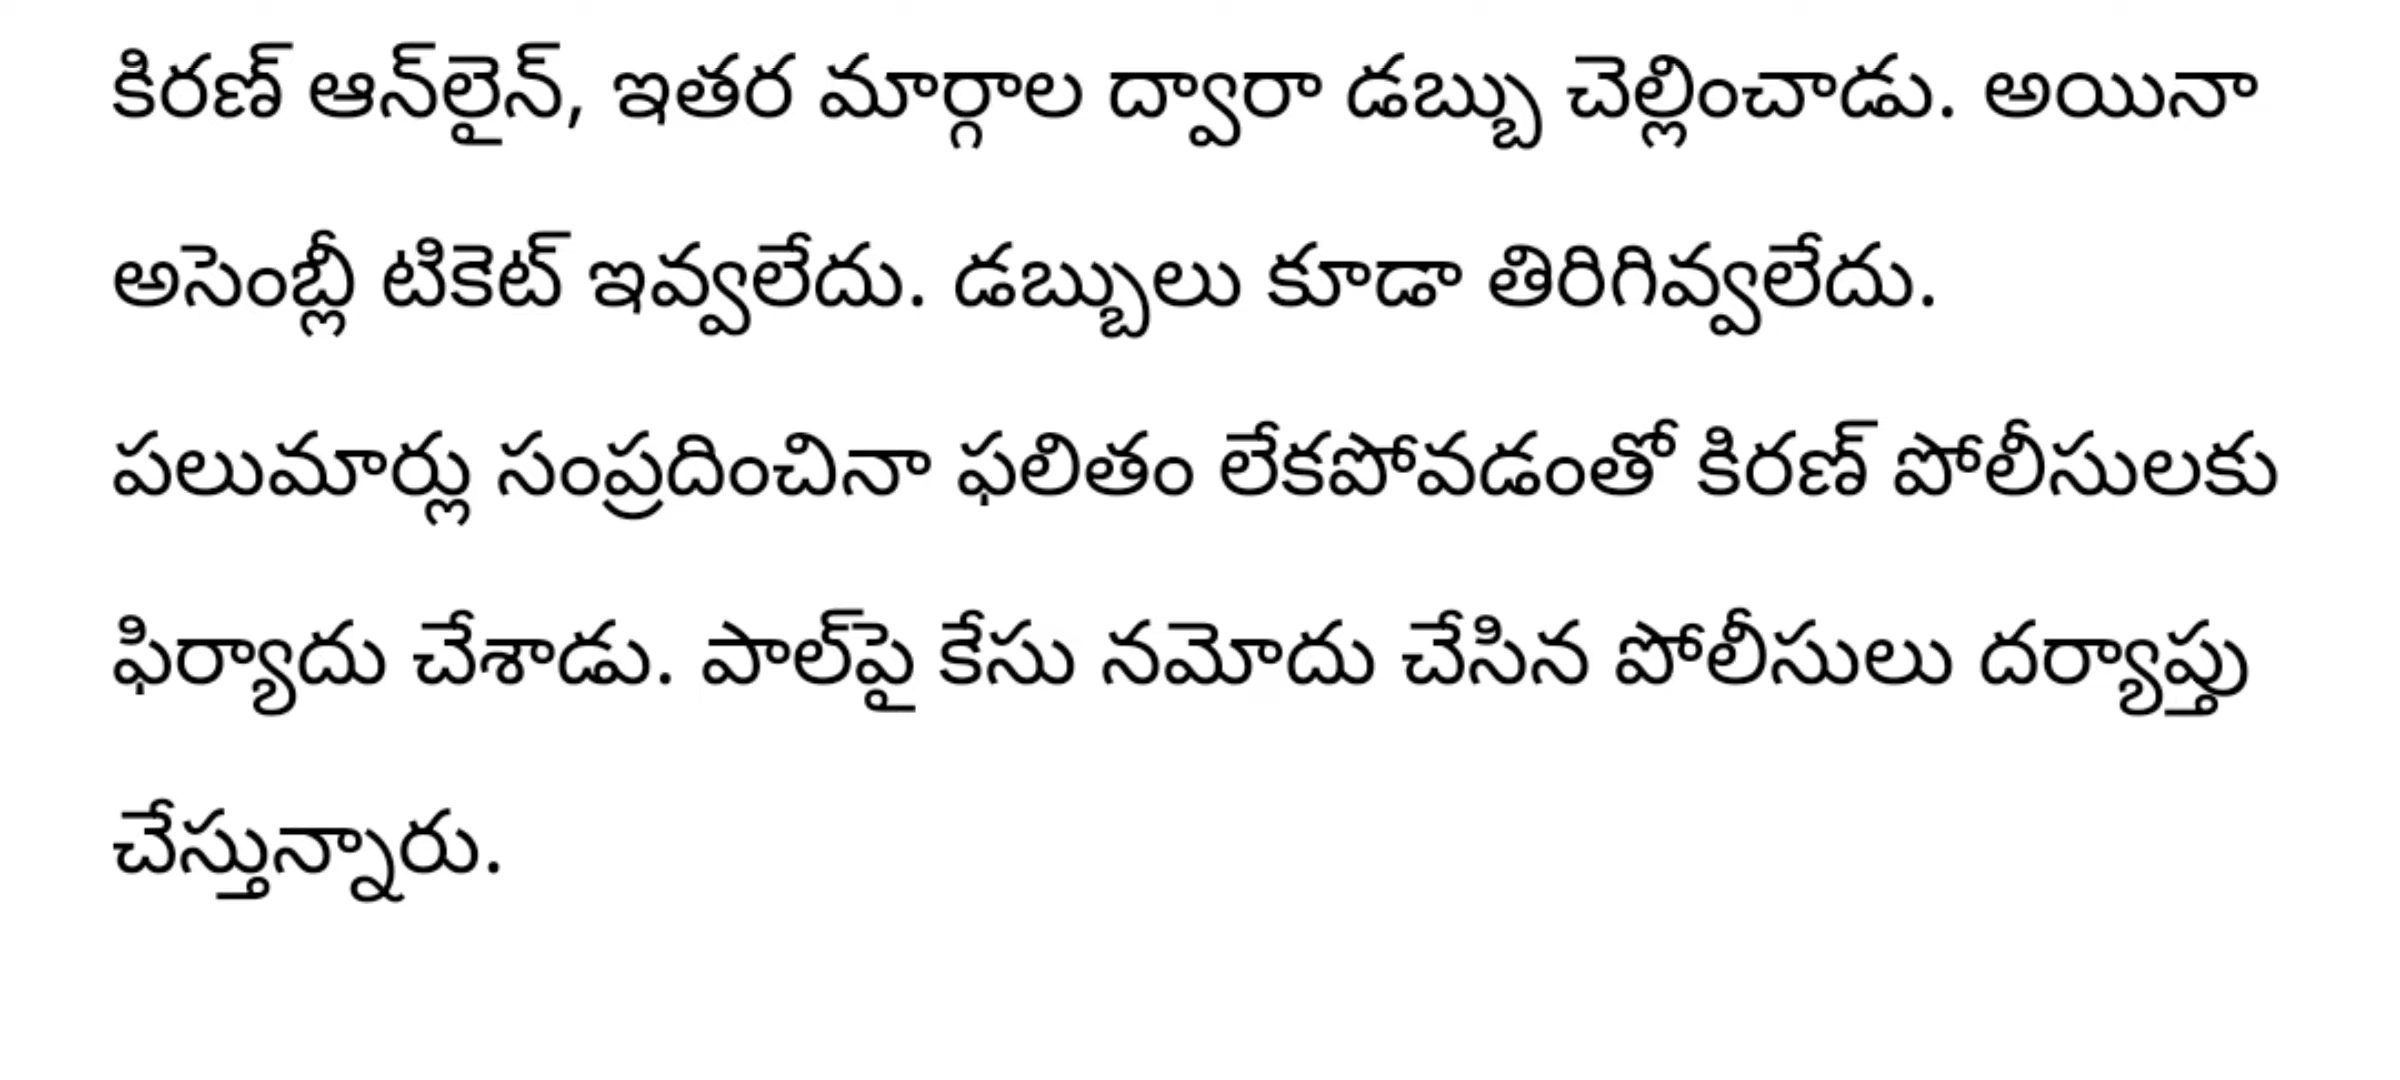 కిరణ్ ఆన్‌లైన్, ఇతర మార్గాల ద్వారా డబ్బు చెల్లించాడు. అయినా
అసెంబ్లీ టికెట్ ఇవ్వలేదు. డబ్బులు కూడా తిరిగివ్వలేదు.
పలుమార్లు సంప్రదించినా ఫలితం లేకపోవడంతో కిరణ్ పోలీసులకు
ఫిర్యాదు చేశాడు. పాల్‌పై కేసు నమోదు చేసిన పోలీసులు దర్యాప్తు
చేస్తున్నారు.